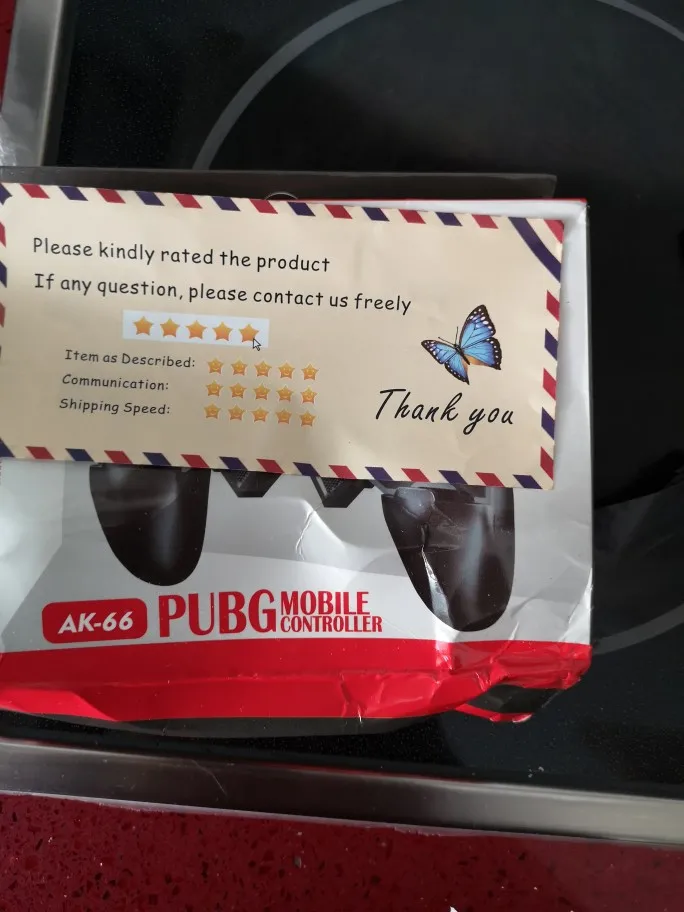 Please kindly rated the product
If any question, please contact us freely
Item as Described:
Communication:
Shipping Speed:
Thank you
AK-66 PUBG MOBILE
CONTROLLER